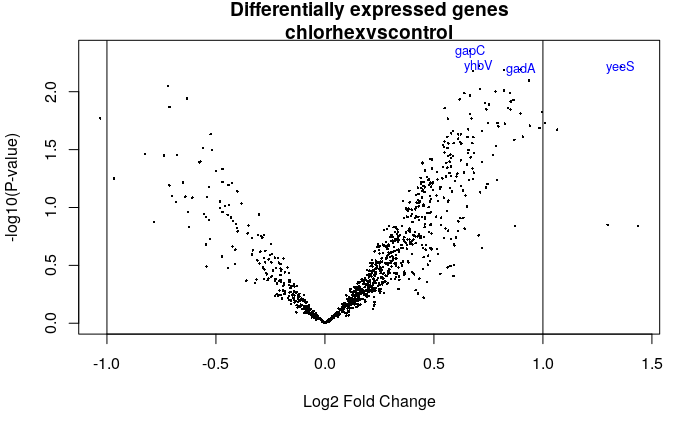 Differentially expressed genes
chlorhexvscontrol
gapC
yhbV
gadA
yeeS
-log10(P-value)
2.0
1.5
1.0
0.5
0.0
-1.0 -0.5 0.0 0.5 1.0 1.5
Log2 Fold Change